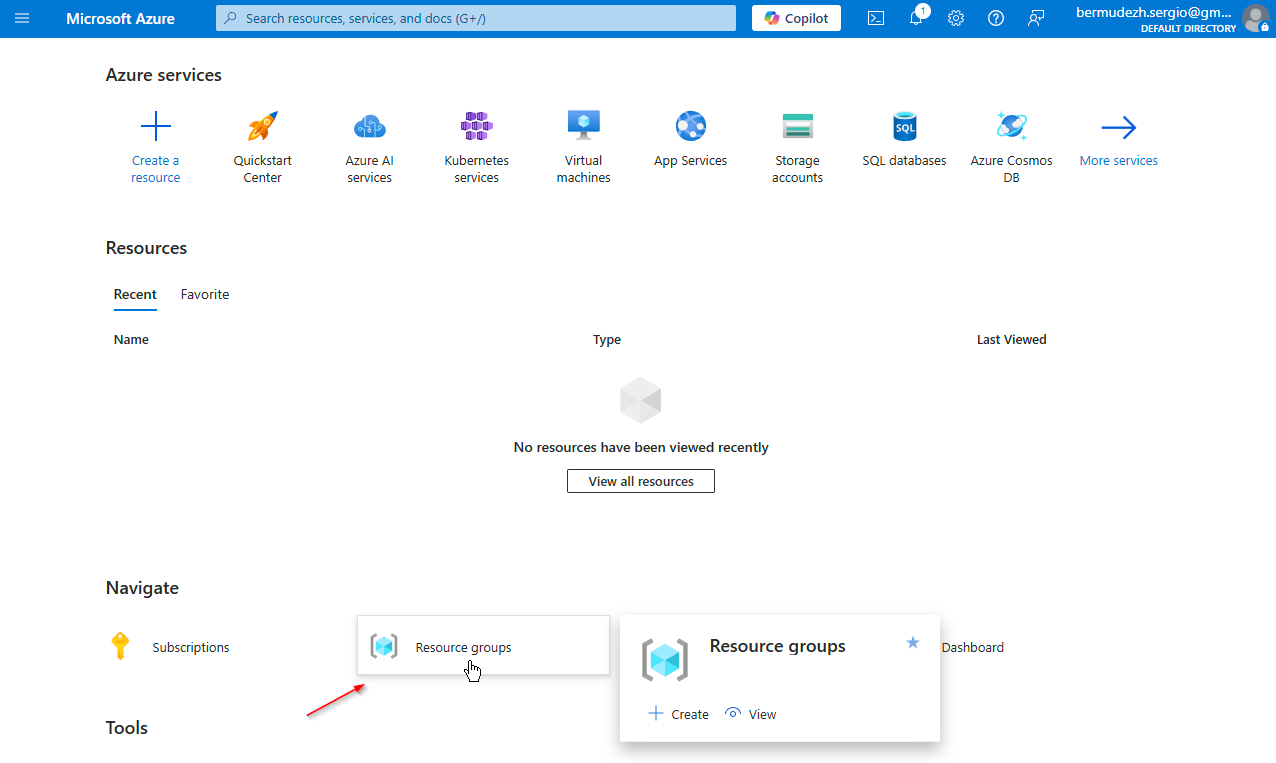 Microsoft Azure
Search resources, services, and docs (G+/)
Copilot
1
bermudezh.sergio@gm...
DEFAULT DIRECTORY
Azure services
Create a
resource
Quickstart
Center
Azure AI
services
Kubernetes
services
Virtual
machines
App Services
Storage
accounts
SQL
SQL databases
Azure Cosmos
DB
More services
Resources
Recent
Favorite
Name
Type
Last Viewed
No resources have been viewed recently
View all resources
Navigate
Subscriptions
Resource groups
Resource groups
Create
View
Dashboard
Tools